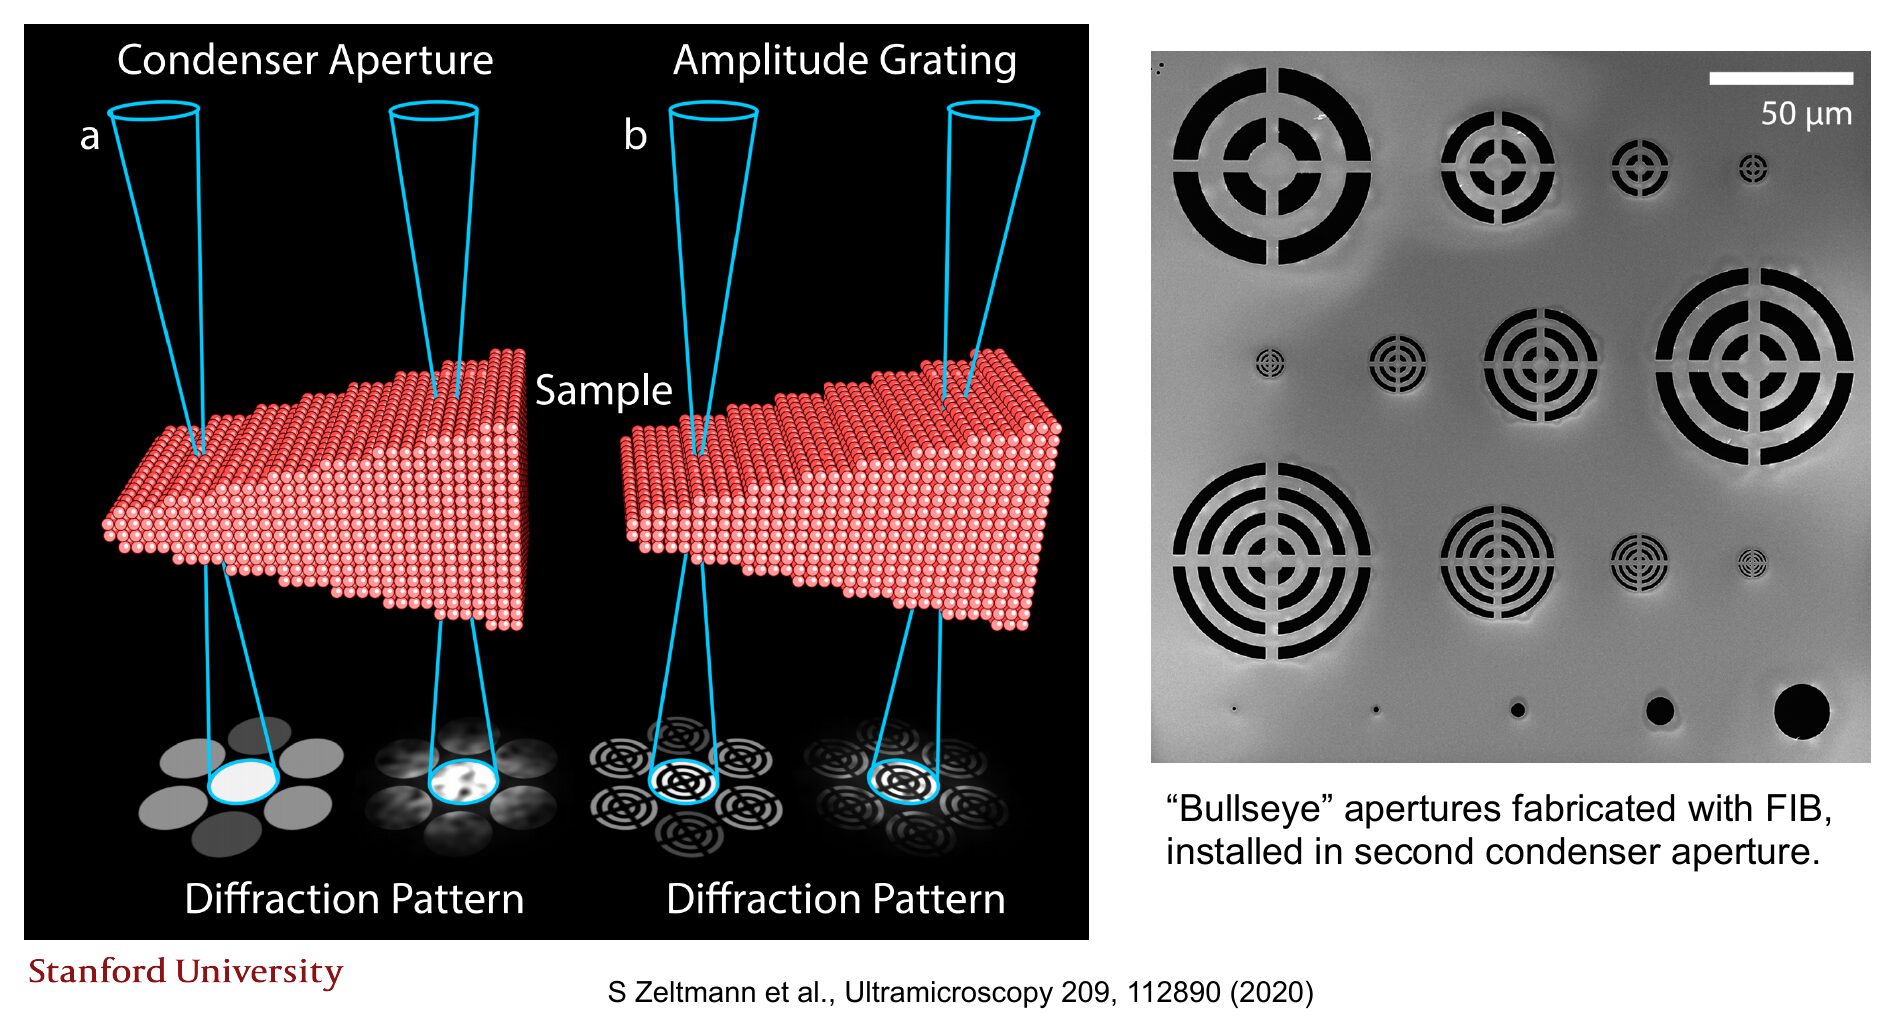 Condenser Aperture
Amplitude Grating
a
b
Sample
Diffraction Pattern
Diffraction Pattern
50 µm
“Bullseye” apertures fabricated with FIB,
installed in second condenser aperture.
Stanford University
S Zeltmann et al., Ultramicroscopy 209, 112890 (2020)